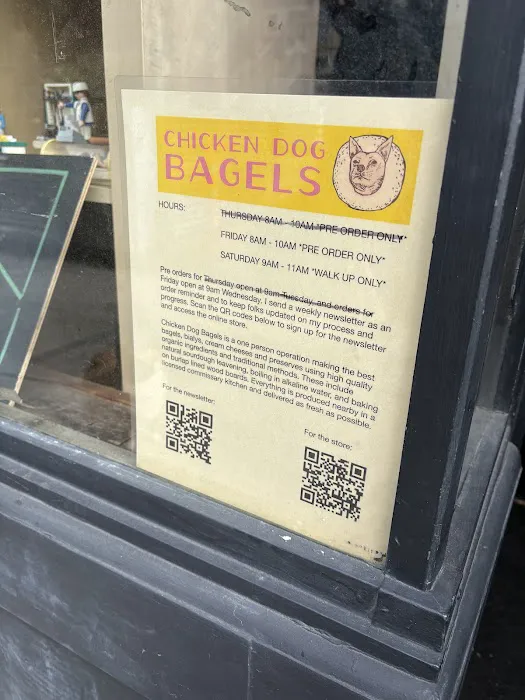 CHICKEN DOG
BAGELS
HOURS:
THURSDAY 8AM - 10AM *PRE ORDER ONLY*
FRIDAY 8AM - 10AM *PRE ORDER ONLY*
SATURDAY 9AM - 11AM *WALK UP ONLY*
Pre orders for Thursday open at 9am Tuesday, and orders for
Friday open at 9am Wednesday, I send a weekly newsletter as an
order reminder and to keep folks updated on my process and
progress. Scan the QR codes below to sign up for the newsletter
and access the online store.
Chicken Dog Bagels is a one person operation making the best
bagels, bialys, cream cheeses and preserves using high quality
organic ingredients and traditional methods. These include
natural sourdough leavening, boiling in alkaline water, and baking
on burlap lined wood boards. Everything is produced nearby in a
licensed commissary kitchen and delivered as fresh as possible.
For the newsletter:
For the store: